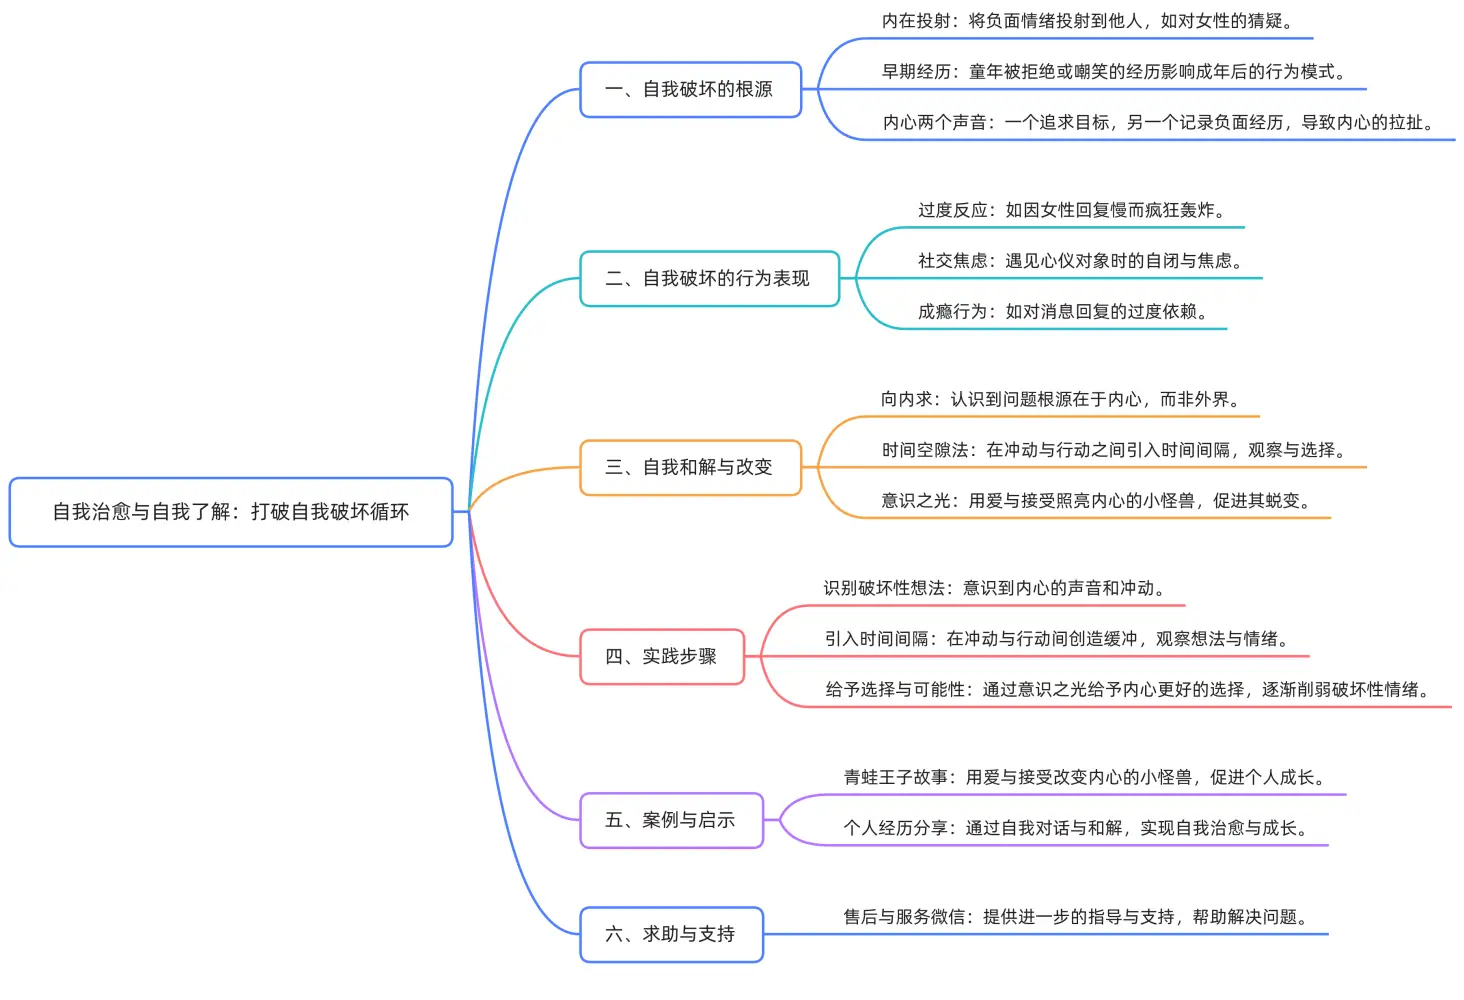 自我治愈与自我了解：打破自我破坏循环
一、自我破坏的根源
内在投射：将负面情绪投射到他人，如对女性的猜疑。
早期经历：童年被拒绝或嘲笑的经历影响成年后的行为模式。
内心两个声音：一个追求目标，另一个记录负面经历，导致内心的拉扯。
二、自我破坏的行为表现
过度反应：如因女性回复慢而疯狂轰炸。
社交焦虑：遇见心仪对象时的自闭与焦虑。
成瘾行为：如对消息回复的过度依赖。
三、自我和解与改变
向内求：认识到问题根源在于内心，而非外界。
时间空隙法：在冲动与行动之间引入时间间隔，观察与选择。
意识之光：用爱与接受照亮内心的小怪兽，促进其蜕变。
四、实践步骤
识别破坏性想法：意识到内心的声音和冲动。
引入时间间隔：在冲动与行动间创造缓冲，观察想法与情绪。
给予选择与可能性：通过意识之光给予内心更好的选择，逐渐削弱破坏性情绪。
五、案例与启示
青蛙王子故事：用爱与接受改变内心的小怪兽，促进个人成长。
个人经历分享：通过自我对话与和解，实现自我治愈与成长。
六、求助与支持
售后与服务微信：提供进一步的指导与支持，帮助解决问题。